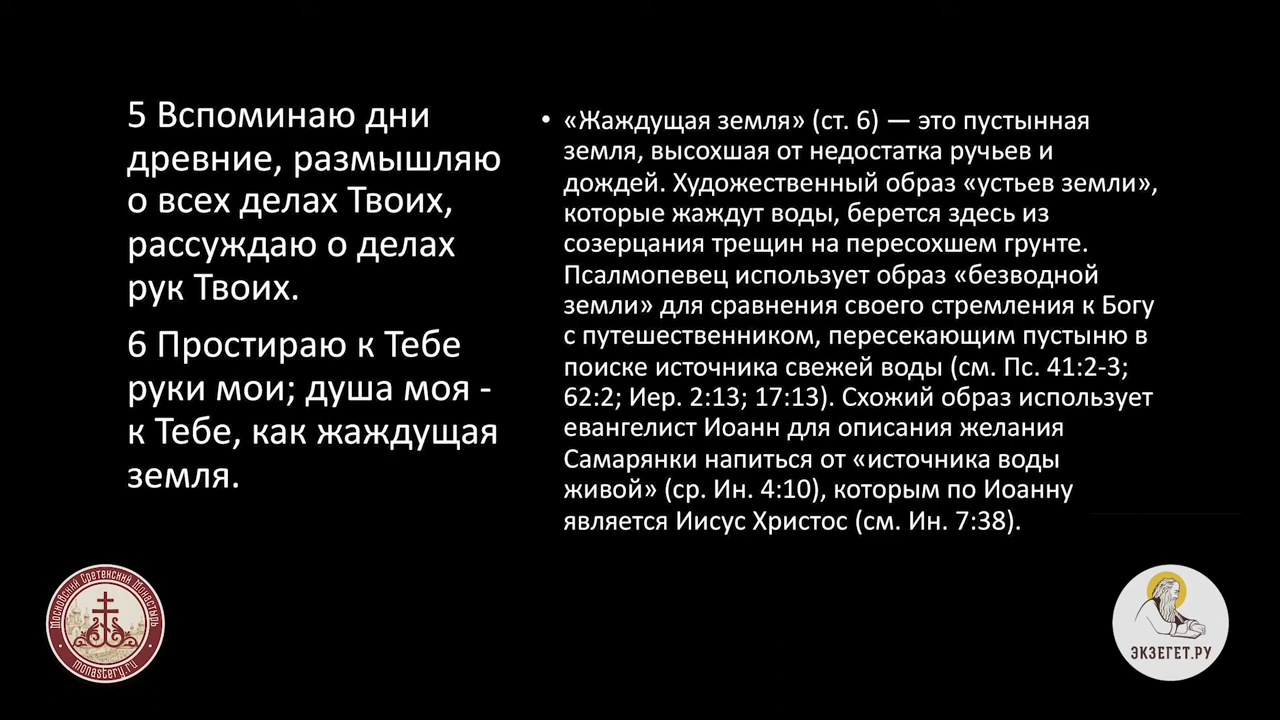 5 Вспоминаю дни
древние, размышляю
о всех делах Твоих,
рассуждаю о делах
рук Твоих.
6 Простираю к Тебе
руки мои; душа моя -
к Тебе, как жаждущая
земля.
• «Жаждущая земля» (ст. 6) — это пустынная
земля, высохшая от недостатка ручьев и
дождей. Художественный образ «устьев земли»,
которые жаждут воды, берется здесь из
созерцания трещин на пересохшем грунте.
Псалмопевец использует образ «безводной
земли» для сравнения своего стремления к Богу
с путешественником, пересекающим пустыню в
поиске источника свежей воды (см. Пс. 41:2-3;
62:2; Иер. 2:13; 17:13). Схожий образ использует
евангелист Иоанн для описания желания
Самарянки напиться от «источника воды
живой» (ср. Ин. 4:10), которым по Иоанну
является Иисус Христос (см. Ин. 7:38).
Московский Сретенский Монастырь
monastery.ru
ЭКЗЕГЕТ.РУ